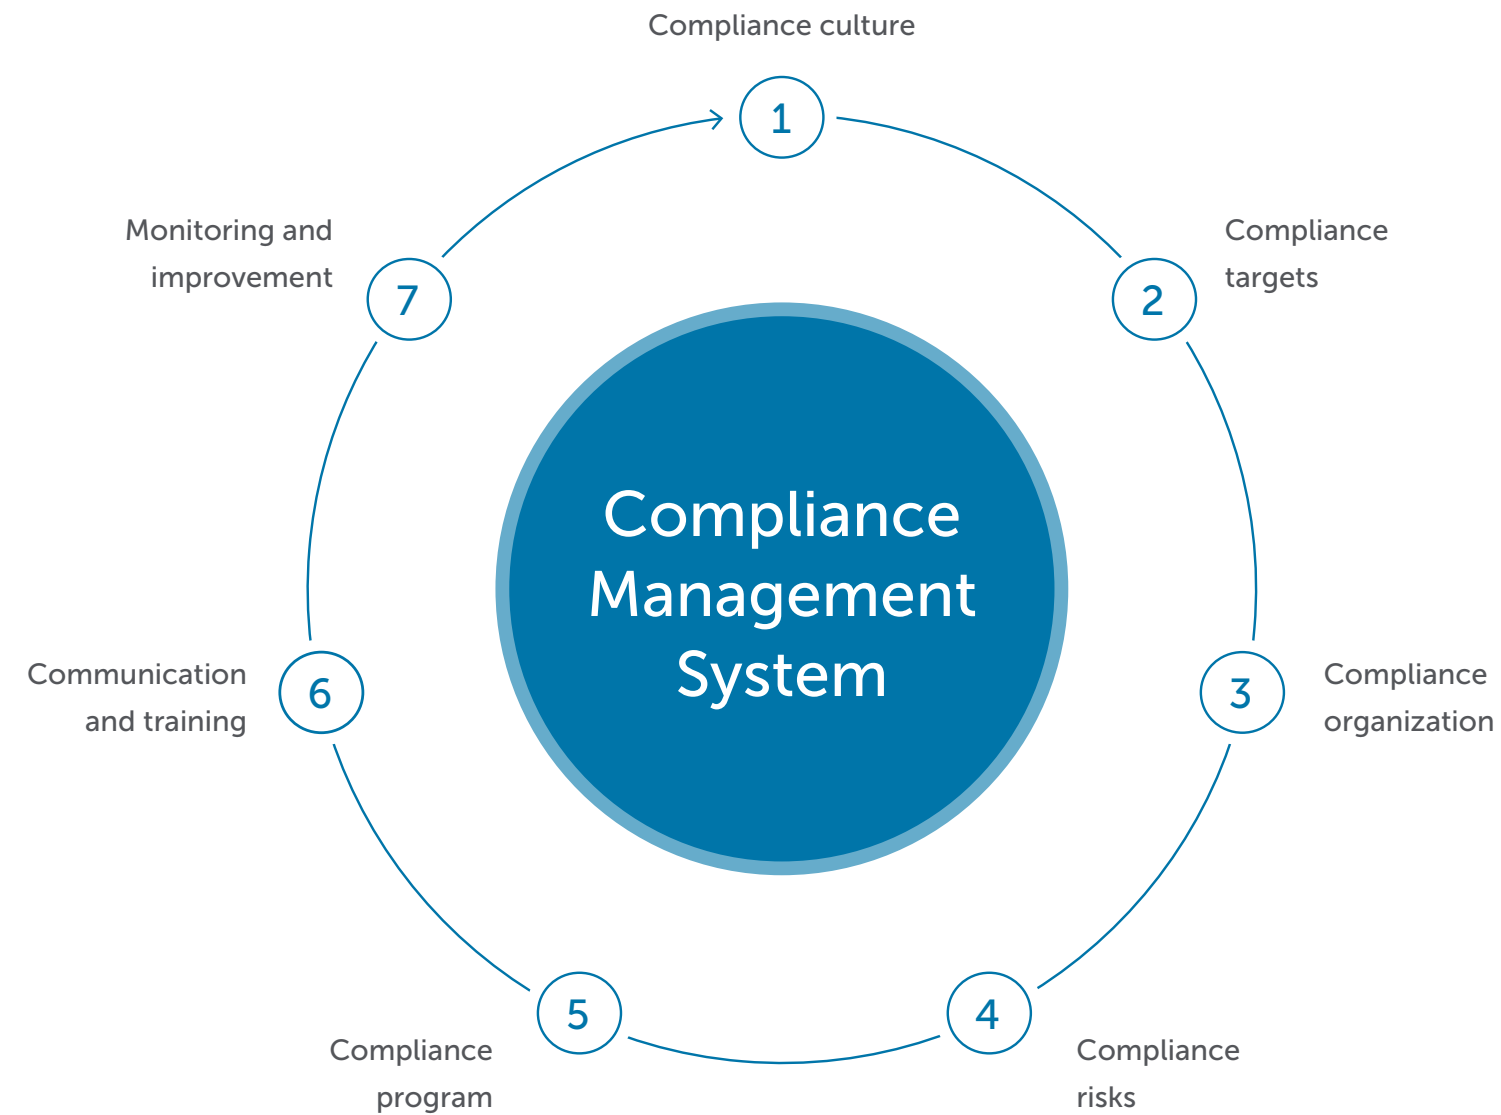 Compliance culture
1
2
Compliance
targets
3
Compliance
organization
4
Compliance
risks
5
Compliance
program
6
Communication
and training
7
Monitoring and
improvement
Compliance
Management
System